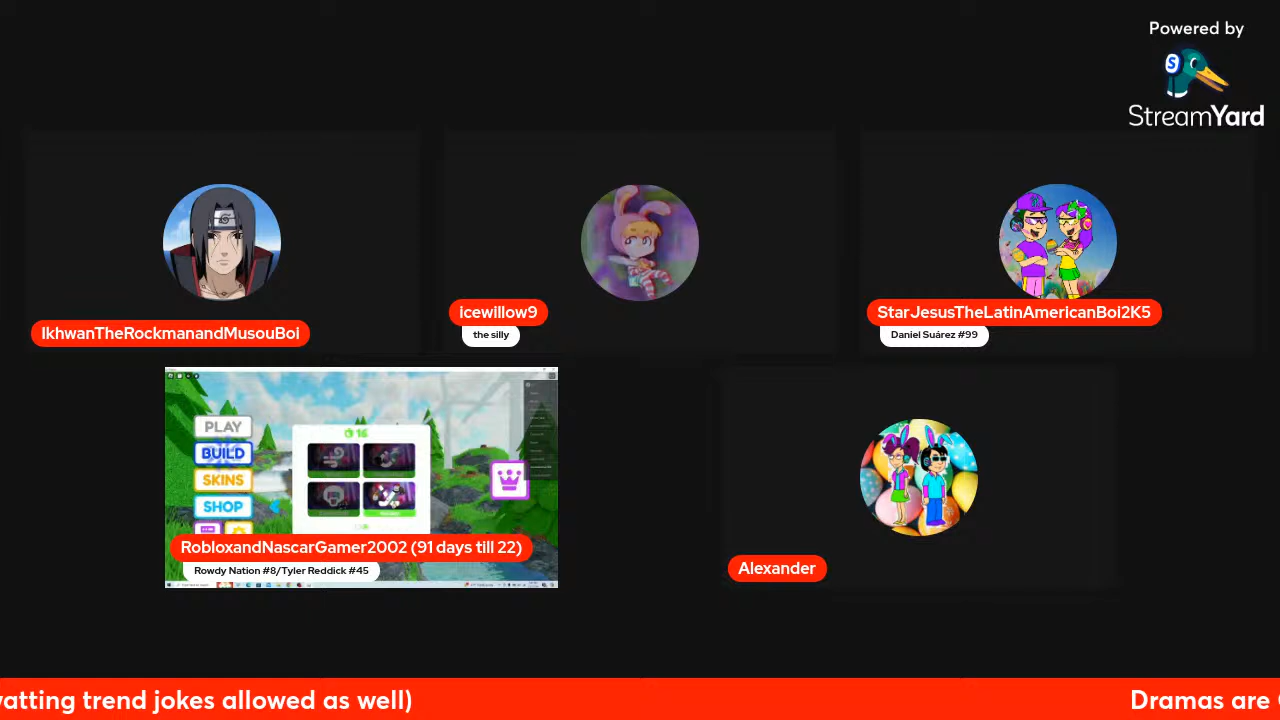 Powered by
StreamYard
IkhwanTheRockmanandMusouBoi
icewillow9
the silly
StarJesusTheLatinAmericanBoi2K5
Daniel Suárez #99
PLAY
BUILD
SKINS
SHOP
16
RobloxandNascarGamer2002 (91 days till 22)
Rowdy Nation #8/Tyler Reddick #45
Alexander
vatting trend jokes allowed as well)
Dramas are